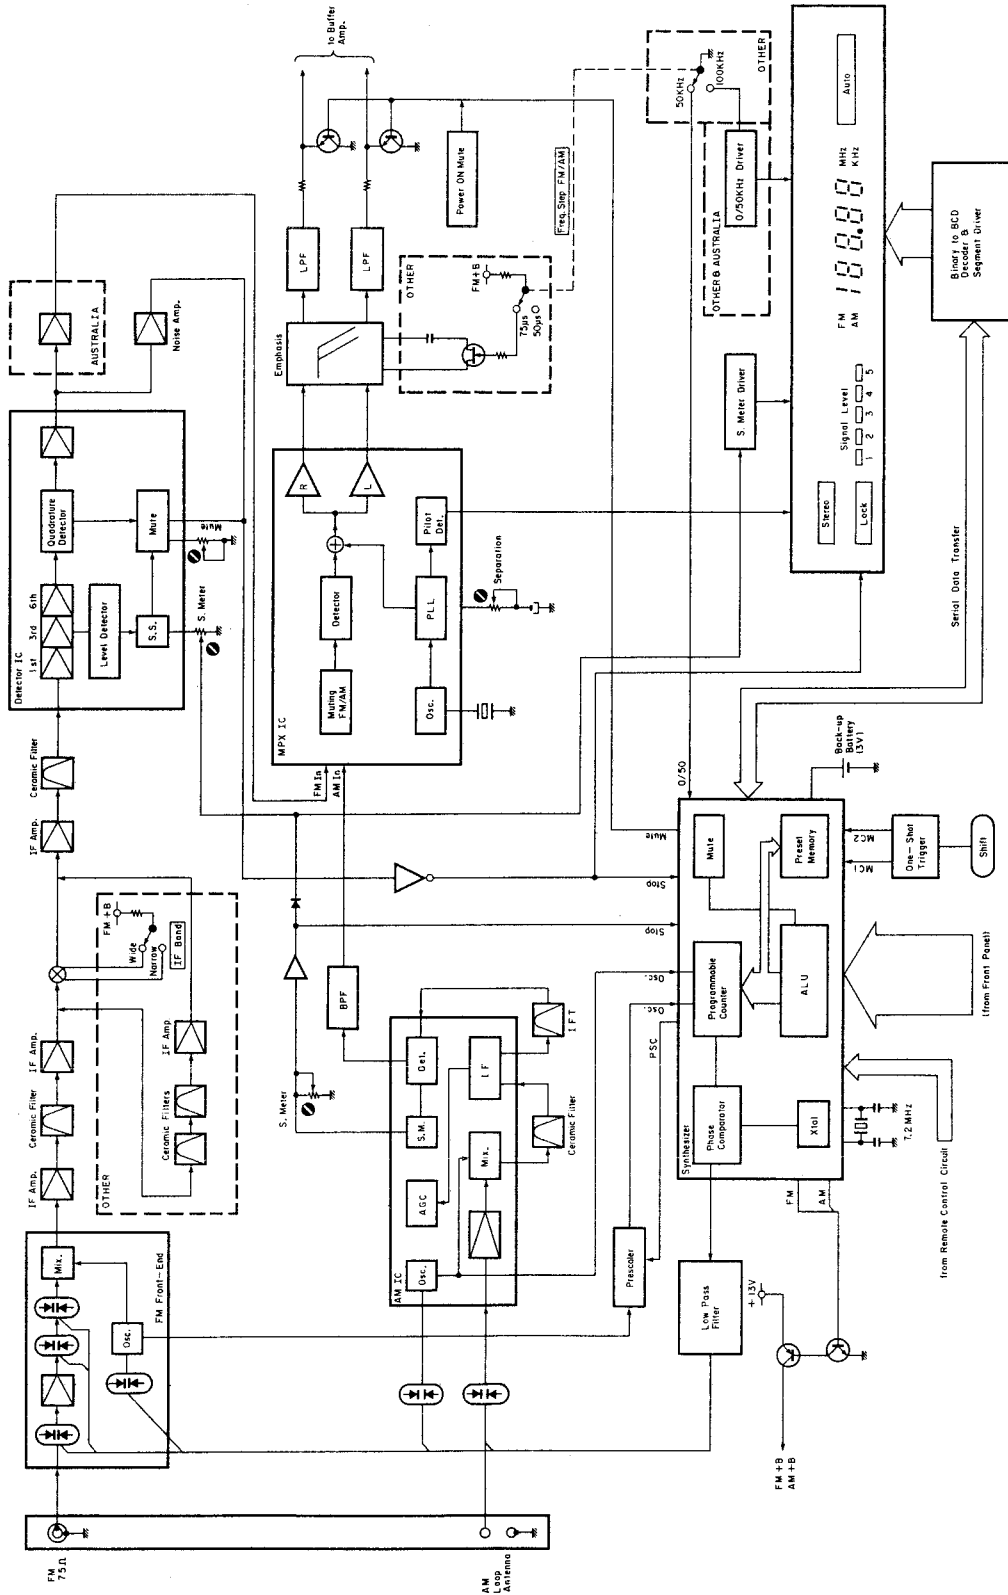 FM
75Ω
AM
Loop
Antenna
FM Front-End
Mix.
Osc.
IF Amp.
Ceramic Filter
IF Amp.
FM+B
Wide
Narrow
IF Band
OTHER
Ceramic Filters
IF Amp
IF Amp.
Ceramic Filter
Detector IC
1st
3rd
6th
Level Detector
Quadrature
Detector
S.S.
Mute
S. Meter
Mute
AUSTRALIA
Noise Amp.
AM IC
Osc.
AGC
S.M.
Det.
Mix.
IF
IFT
Ceramic Filter
S. Meter
BPF
MPX IC
FM In
AM In
Muting
FM/AM
Detector
Osc.
PLL
Pilot
Det.
R
L
Separation
Emphasis
LPF
LPF
to Buffer
Amp.
OTHER
FM+B
75μs
50μs
Power ON Mute
Freq. Step FM/AM
50KHz
100KHz
OTHER
OTHER & AUSTRALIA
0/50KHz Driver
S. Meter Driver
Prescaler
PSC
Osc.
Osc.
Stop
Stop
Mute
0/50
Low Pass
Filter
+13V
FM+B
AM+B
FM
AM
Synthesizer
Phase
Comparator
Programmable
Counter
Mute
Xtal
ALU
Preset
Memory
7.2 MHz
from Remote Control Circuit
(from Front Panel)
MC1
MC2
One-Shot
Trigger
Shift
Back-up
Battery
(3V)
Serial Data Transfer
Stereo
Lock
Signal Level
1 2 3 4 5
FM
AM
188.88
MHz
KHz
Auto
Binary to BCD
Decoder &
Segment Driver